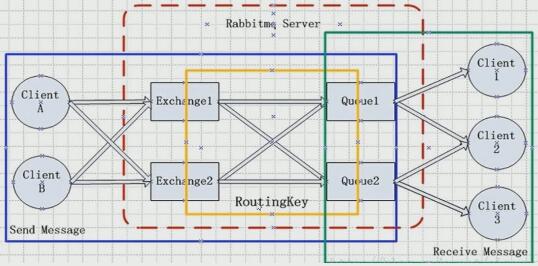 Rabbitmq Server
Client
A
Exchange1
Queue1
Client
1
Client
2
Client
B
Exchange2
Queue2
RoutingKey
Client
3
Send Message
Receive Message